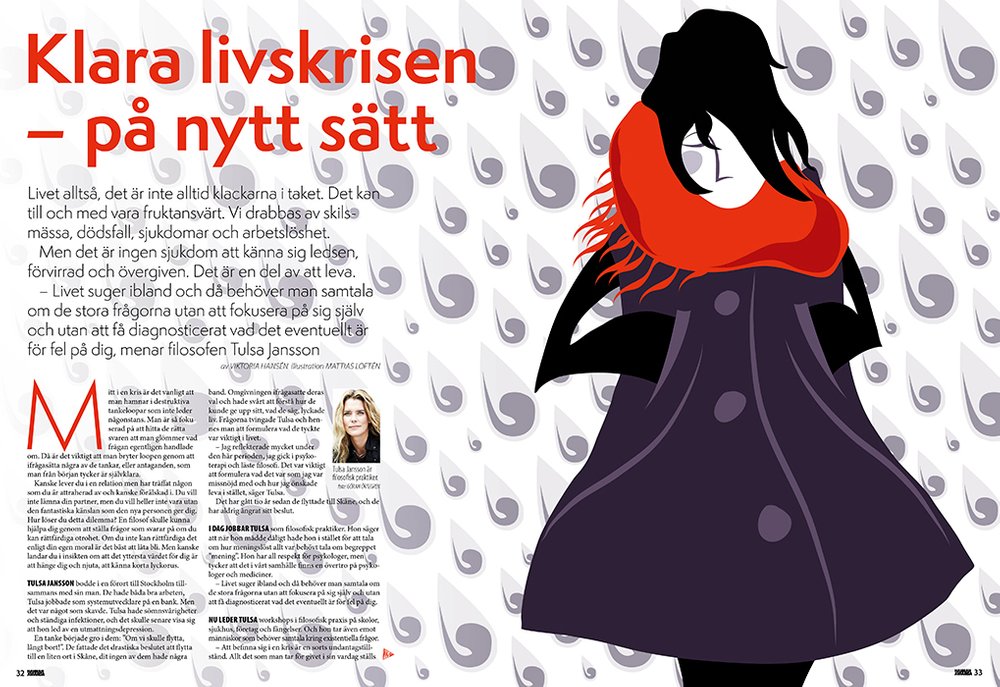 Klara livskrisen
– på nytt sätt
Livet alltså, det är inte alltid klackarna i taket. Det kan
till och med vara fruktansvärt. Vi drabbas av skils-
mässa, dödsfall, sjukdomar och arbetslöshet.
Men det är ingen sjukdom att känna sig ledsen,
förvirrad och övergiven. Det är en del av att leva.
– Livet suger ibland och då behöver man samtala
om de stora frågorna utan att fokusera på sig själv
och utan att få diagnosticerat vad det eventuellt är
för fel på dig, menar filosofen Tulsa Jansson
av VIKTORIA HANSÉN illustration MATTIAS LOFTÉN
Mitt i en kris är det vanligt att
man hamnar i destruktiva
tankeloopar som inte leder
någonstans. Man är så foku-
serad på att hitta de rätta
svaren att man glömmer vad
frågan egentligen handlade
om. Då är det viktigt att man bryter loopen genom att
ifrågasätta några av de tankar, eller antaganden, som
man från början tycker är självklara.
Kanske lever du i en relation men har träffat någon
som du är attraherad av och kanske förälskad i. Du vill
inte lämna din partner, men du vill heller inte vara utan
den fantastiska känslan som den nya personen ger dig.
Hur löser du detta dilemma? En filosof skulle kunna
hjälpa dig genom att ställa frågor som svarar på om du
kan rättfärdiga otrohet. Om du inte kan rättfärdiga det
enligt din egen moral är det bäst att låta bli. Men kanske
landar du i insikten om att det yttersta värdet för dig är
att hänge dig och njuta, att känna korta lyckorus.
TULSA JANSSON bodde i en förort till Stockholm till-
sammans med sin man. De hade båda bra arbeten,
Tulsa jobbade som systemutvecklare på en bank. Men
det var något som skavde. Tulsa hade sömnsvårigheter
och ständiga infektioner, och det skulle senare visa sig
att hon led av en utmattningsdepression.
En tanke började gro i dem: "Om vi skulle flytta,
långt bort!". De fattade det drastiska beslutet att flytta
till en liten ort i Skåne, dit ingen av dem hade några
band. Omgivningen ifrågasatte deras
val och hade svårt att förstå hur de
kunde ge upp sitt, vad de såg, lyckade
liv. Frågorna tvingade Tulsa och hen-
nes man att formulera vad de tyckte
var viktigt i livet.
– Jag reflekterade mycket under
den här perioden, jag gick i psyko-
terapi och läste filosofi. Det var viktigt
att formulera vad det var som jag var
missnöjd med och hur jag önskade
leva i stället, säger Tulsa.
Det har gått tio år sedan de flyttade till Skåne, och de
har aldrig ångrat sitt beslut.
Tulsa Jansson är
filosofisk praktiker.
I DAG JOBBAR TULSA som filosofisk praktiker. Hon säger
att när hon mådde dåligt hade hon i stället för att tala
om hur meningslöst allt var behövt tala om begreppet
"mening". Hon har all respekt för psykologer, men
tycker att det i vårt samhälle finns en övertro på psyko-
loger och mediciner.
– Livet suger ibland och då behöver man samtala om
de stora frågorna utan att fokusera på sig själv och utan
att få diagnosticerat vad det eventuellt är för fel på dig.
NU LEDER TULSA workshops i filosofisk praxis på skolor,
sjukhus, företag och fängelser. Och hon tar även emot
människor som behöver samtala kring existentiella frågor.
– Att befinna sig i en kris är en sorts undantagstill-
stånd. Allt det som man tar för givet i sin vardag ställs
32
33